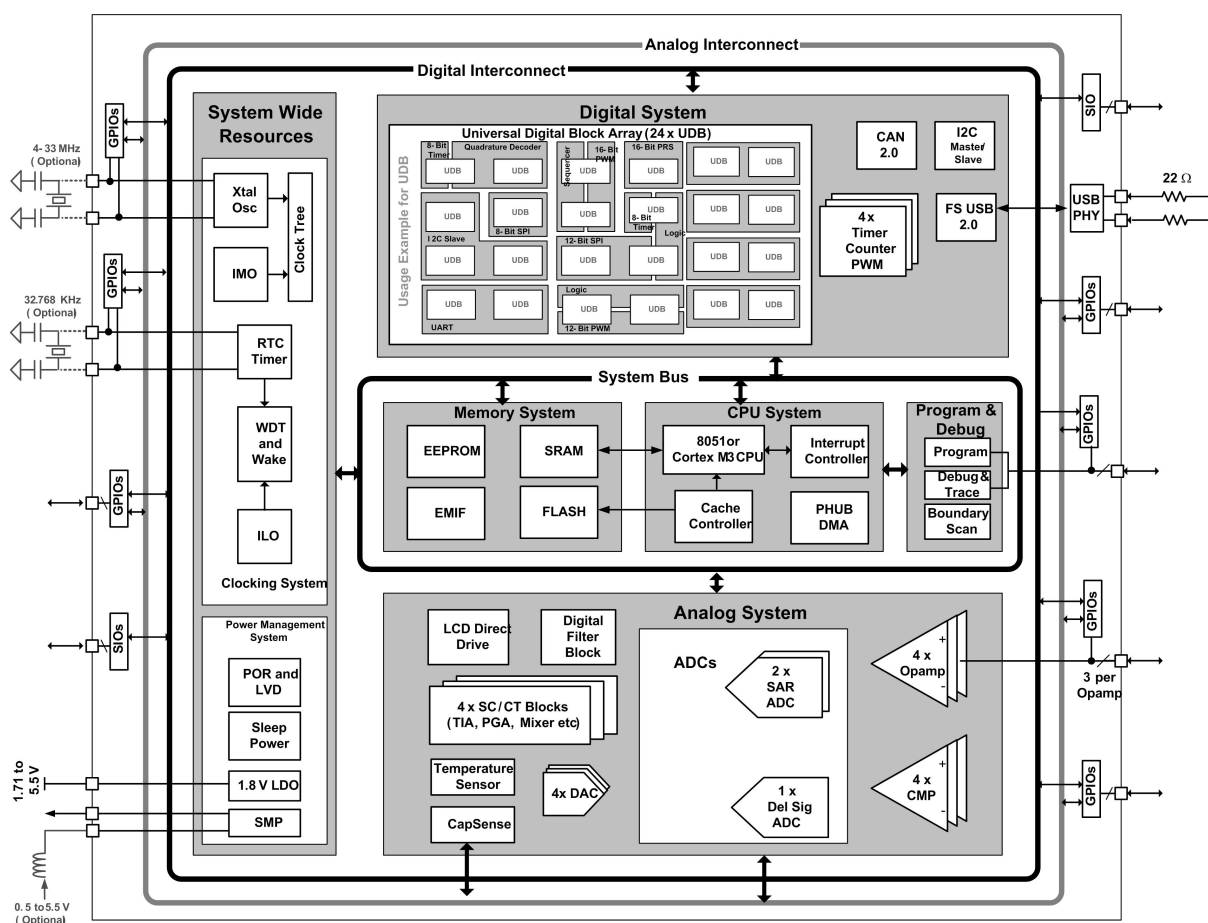 Analog Interconnect
Digital Interconnect
4- 33 MHz
( Optional)
GPIOs
System Wide
Resources
Xtal
Osc
Clock Tree
IMO
GPIOs
32.768 KHz
( Optional)
RTC
Timer
WDT
and
Wake
ILO
Clocking System
GPIOs
SIOs
Power Management
System
POR and
LVD
Sleep
Power
1.8 V LDO
SMP
1.71 to
5.5 V
0. 5 to 5.5 V
( Optional)
Digital System
Universal Digital Block Array (24 x UDB)
Usage Example for UDB
8- Bit
Timer
Quadrature Decoder
Sequencer
16- Bit
PWM
16- Bit PRS
UDB
UDB
UDB
UDB
UDB
UDB
UDB
UDB
UDB
UDB
UDB
UDB
I2C Slave
8- Bit SPI
8- Bit
Timer
Logic
12- Bit SPI
UDB
UDB
UDB
UDB
UDB
UDB
Logic
UDB
UDB
UDB
UDB
UDB
UDB
UART
12- Bit PWM
CAN
2.0
I2C
Master/
Slave
4 x
Timer
Counter
PWM
FS USB
2.0
SIO
USB
PHY
22 Ω
GPIOs
System Bus
Memory System
EEPROM
SRAM
EMIF
FLASH
CPU System
8051 or
Cortex M3 CPU
Interrupt
Controller
Cache
Controller
PHUB
DMA
Program &
Debug
Program
Debug &
Trace
Boundary
Scan
GPIOs
Analog System
LCD Direct
Drive
Digital
Filter
Block
4 x SC / CT Blocks
(TIA, PGA, Mixer etc)
Temperature
Sensor
4x DAC
CapSense
ADCs
2 x
SAR
ADC
1 x
Del Sig
ADC
+
4 x
Opamp
-
+
4 x
CMP
-
GPIOs
3 per
Opamp
GPIOs